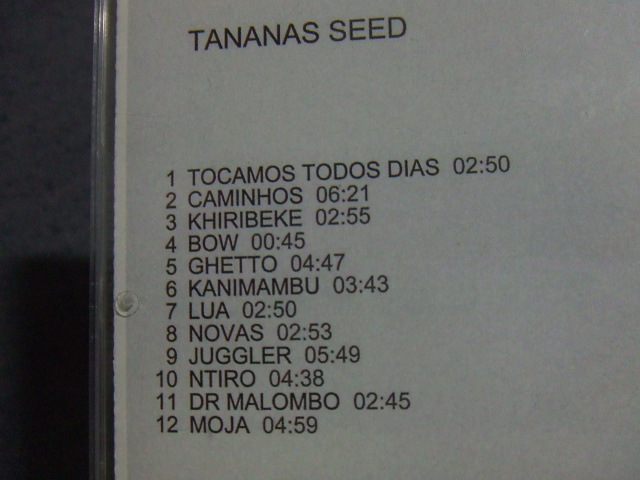 TANANAS SEED
1 TOCAMOS TODOS DIAS 02:50
2 CAMINHOS 06:21
3 KHIRIBEKE 02:55
4 BOW 00:45
5 GHETTO 04:47
6 KANIMAMBU 03:43
7 LUA 02:50
8 NOVAS 02:53
9 JUGGLER 05:49
10 NTIRO 04:38
11 DR MALOMBO 02:45
12 MOJA 04:59